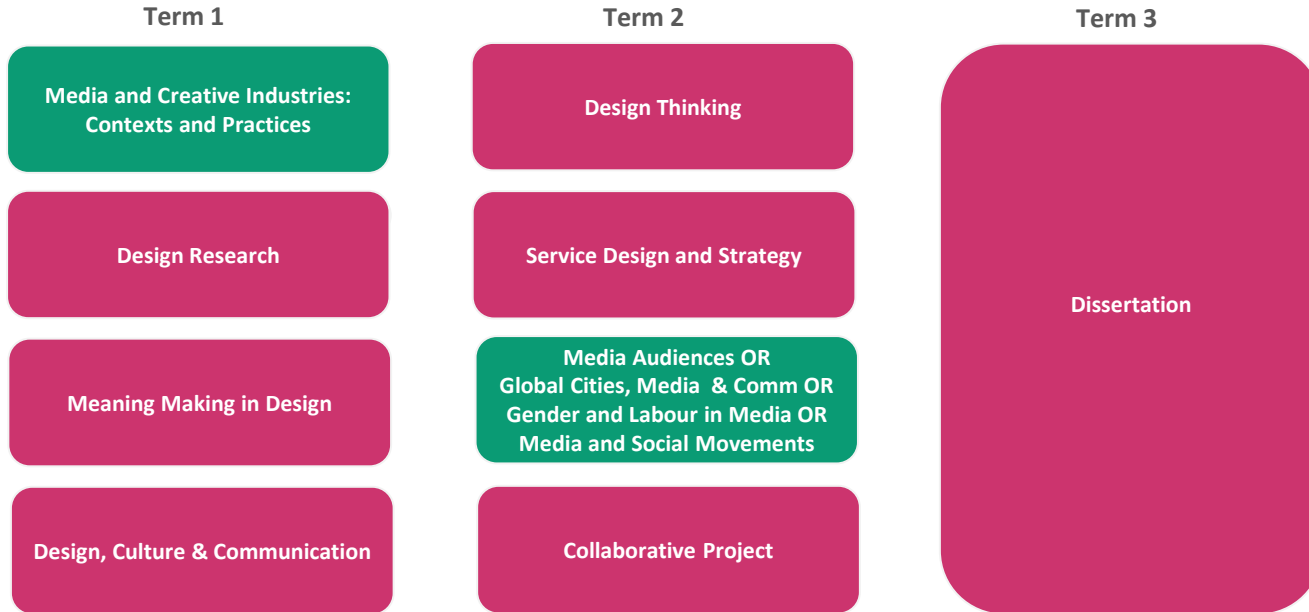 Term 1
Media and Creative Industries:
Contexts and Practices
Design Research
Meaning Making in Design
Design, Culture & Communication
Term 2
Design Thinking
Service Design and Strategy
Media Audiences OR
Global Cities, Media & Comm OR
Gender and Labour in Media OR
Media and Social Movements
Collaborative Project
Term 3
Dissertation